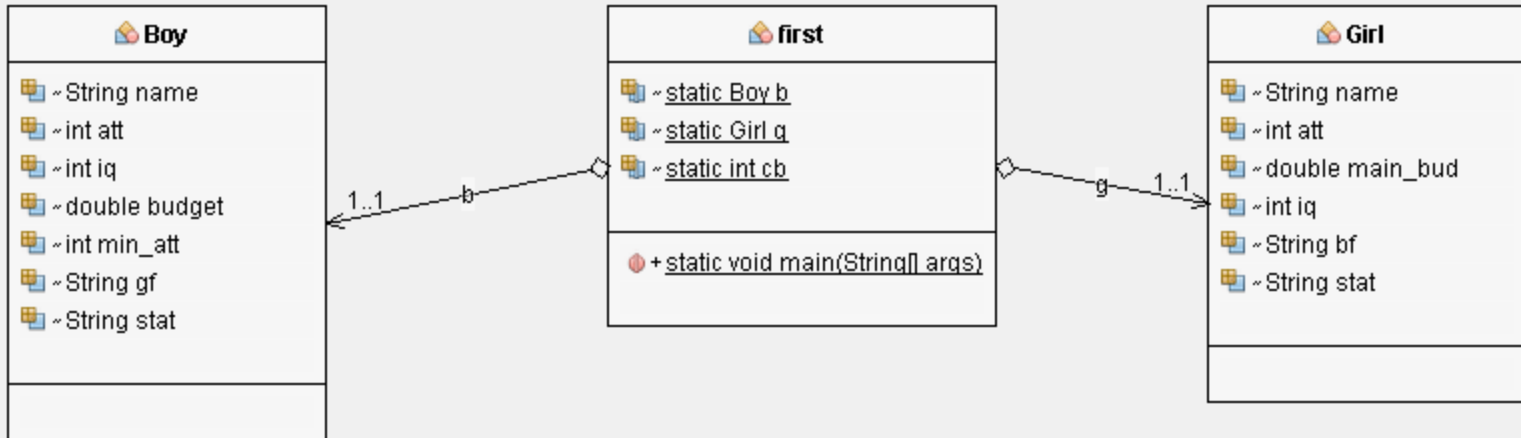 Boy
~String name
~int att
~int iq
~double budget
~int min_att
~String gf
~String stat
1..1
b
first
~static Boy b
~static Girl g
~static int cb
+static void main(String[] args)
g
1..1
Girl
~String name
~int att
~double main_bud
~int iq
~String bf
~String stat